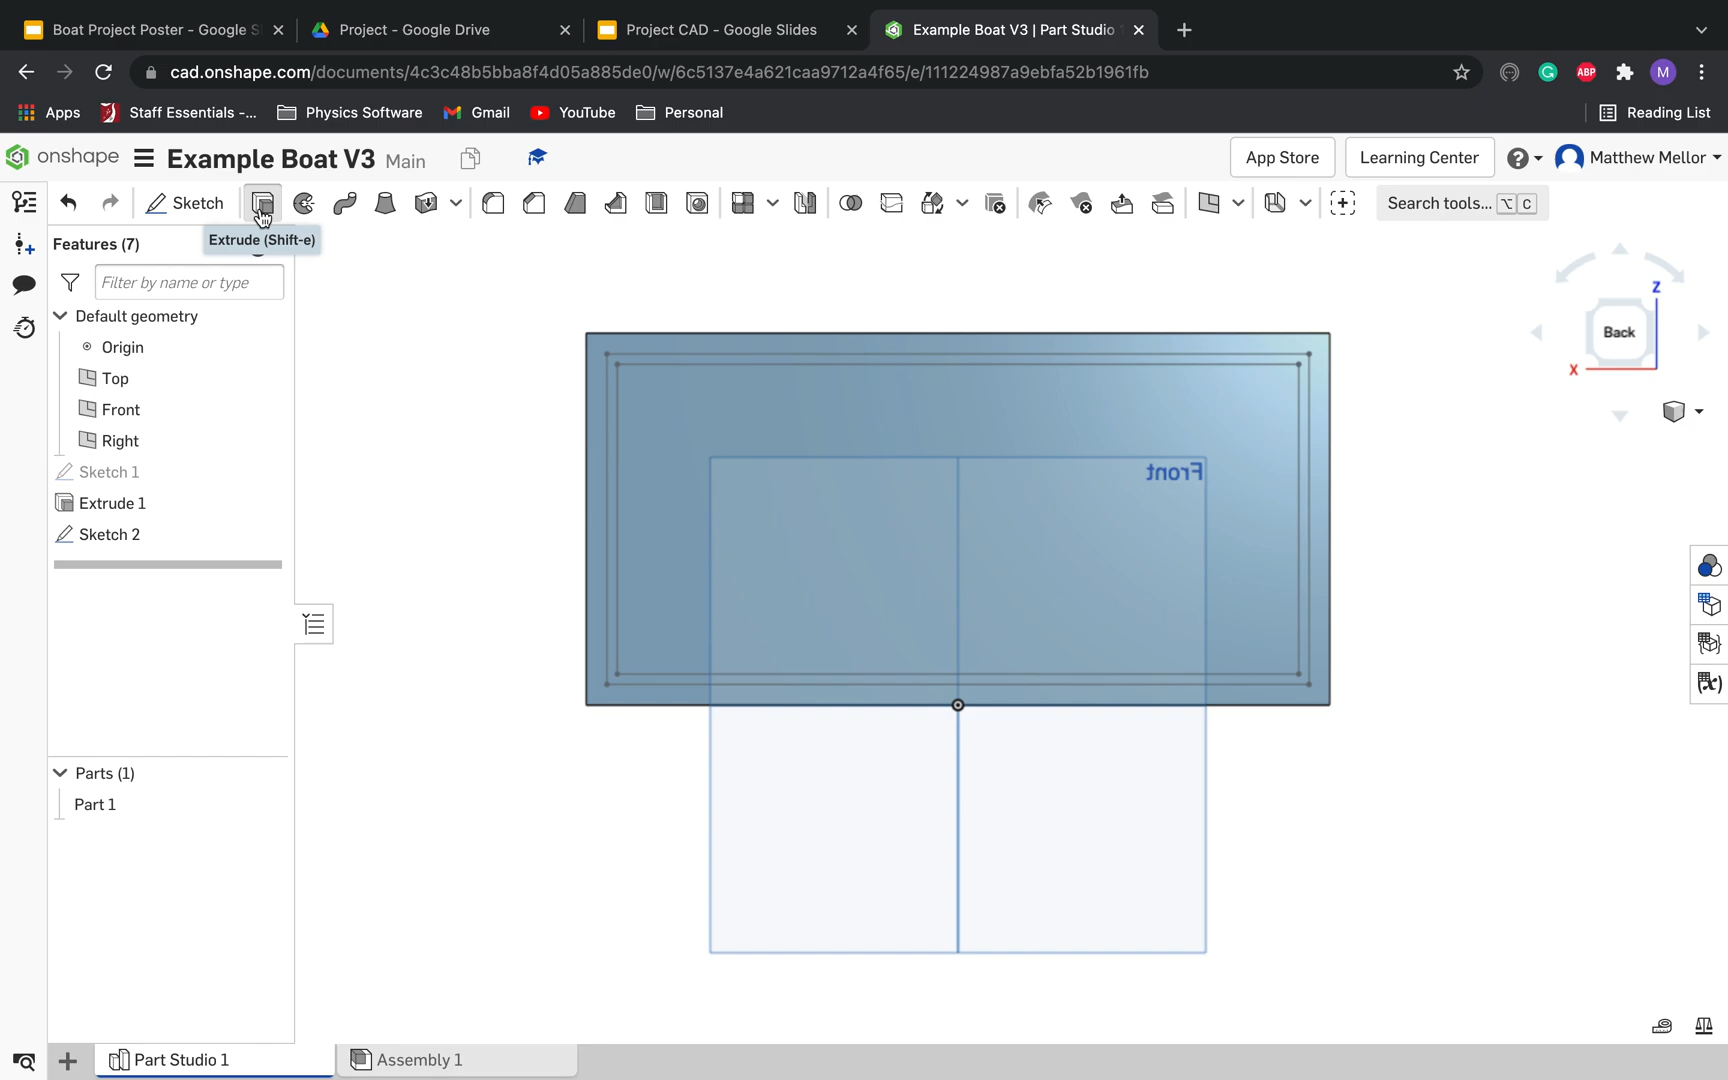 Boat Project Poster - Google Sl
Project - Google Drive
Project CAD - Google Slides
Example Boat V3 | Part Studio 1
cad.onshape.com/documents/4c3c48b5bba8f4d05a885de0/w/6c5137e4a621caa9712a4f65/e/111224987a9ebfa52b1961fb
ABP
M
Apps
Staff Essentials -...
Physics Software
Gmail
YouTube
Personal
Reading List
onshape
Example Boat V3 Main
App Store
Learning Center
Matthew Mellor
Sketch
Search tools... ⌥ C
Extrude (Shift-e)
Features (7)
Filter by name or type
Default geometry
Origin
Top
Front
Right
Sketch 1
Extrude 1
Sketch 2
Front
Z
Back
X
Parts (1)
Part 1
Part Studio 1
Assembly 1